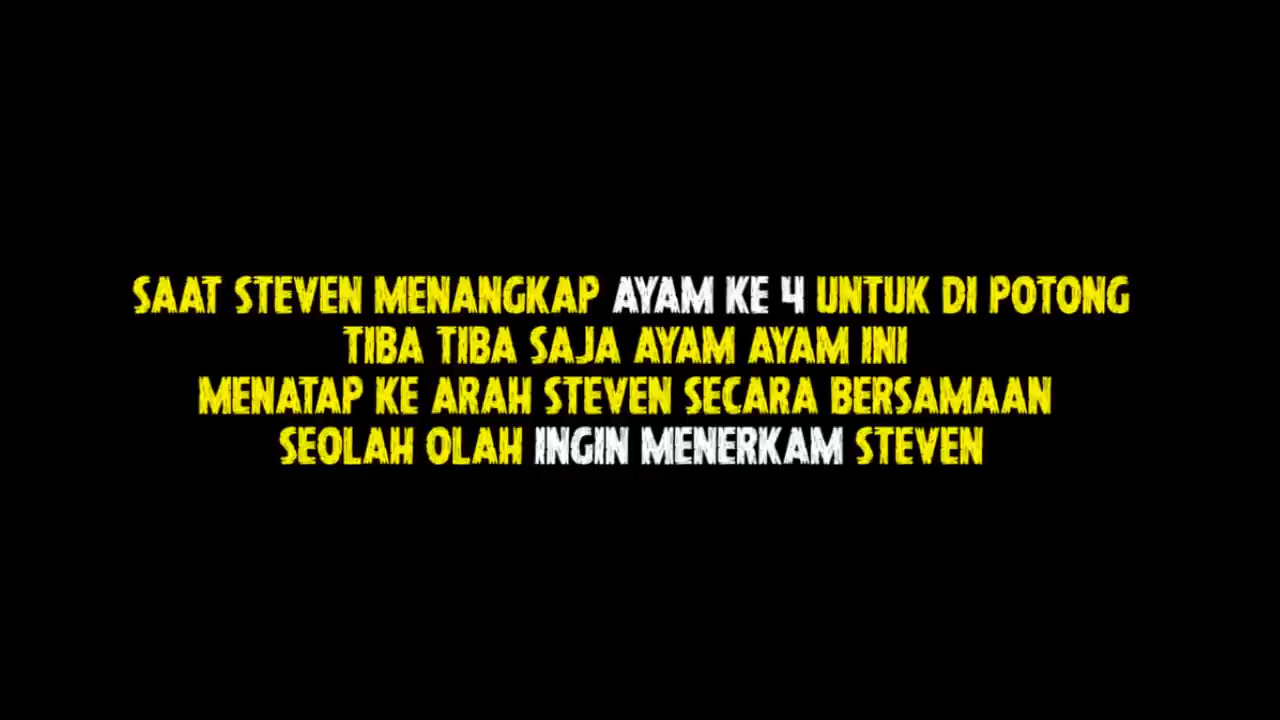 SAAT STEVEN MENANGKAP AYAM KE 4 UNTUK DI POTONG
TIBA TIBA SAJA AYAM AYAM INI
MENATAP KE ARAH STEVEN SECARA BERSAMAAN
SEOLAH OLAH INGIN MENERKAM STEVEN